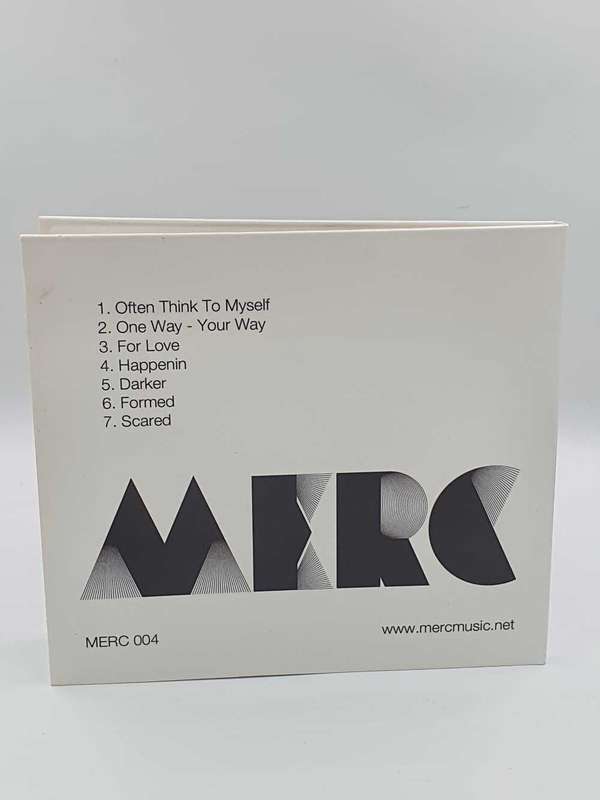 1. Often Think To Myself
2. One Way - Your Way
3. For Love
4. Happenin
5. Darker
6. Formed
7. Scared
MERC
MERC 004
www.mercmusic.net